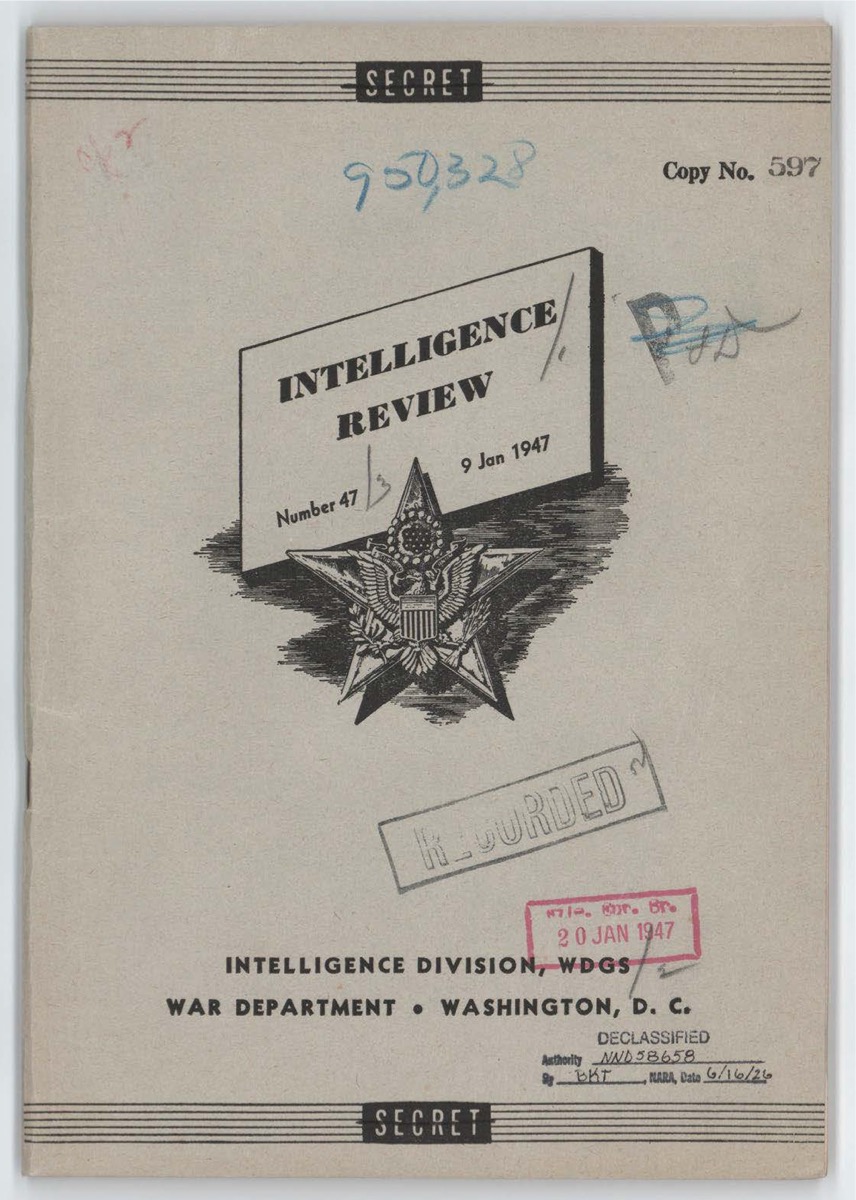 SECRET
950,328
Copy No. 597
INTELLIGENCE
REVIEW
Number 47
9 Jan 1947
RECORDED
20 JAN 1947
INTELLIGENCE DIVISION, WDGS
WAR DEPARTMENT • WASHINGTON, D. C.
DECLASSIFIED
Authority NND58658
By BKT, NARA, Date 6/16/26
SECRET